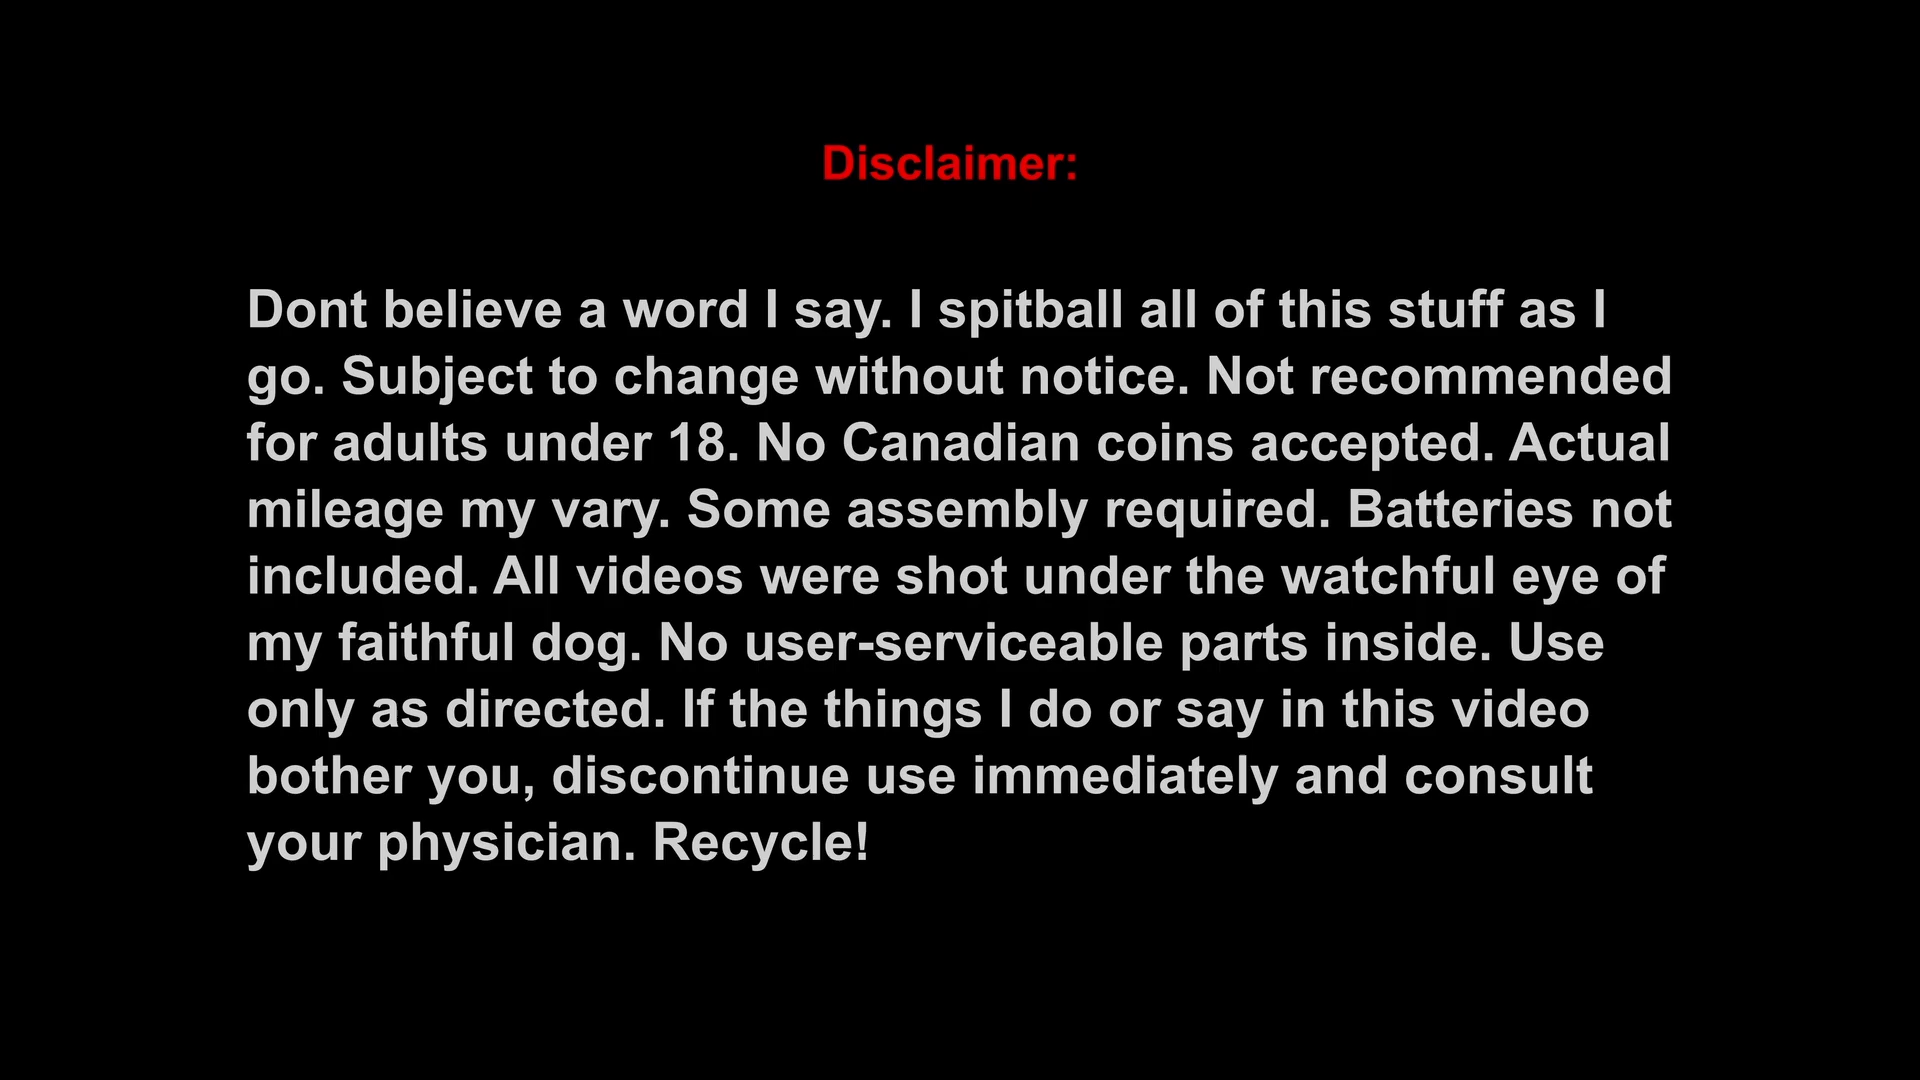 Disclaimer:
Dont believe a word I say. I spitball all of this stuff as I
go. Subject to change without notice. Not recommended
for adults under 18. No Canadian coins accepted. Actual
mileage my vary. Some assembly required. Batteries not
included. All videos were shot under the watchful eye of
my faithful dog. No user-serviceable parts inside. Use
only as directed. If the things I do or say in this video
bother you, discontinue use immediately and consult
your physician. Recycle!